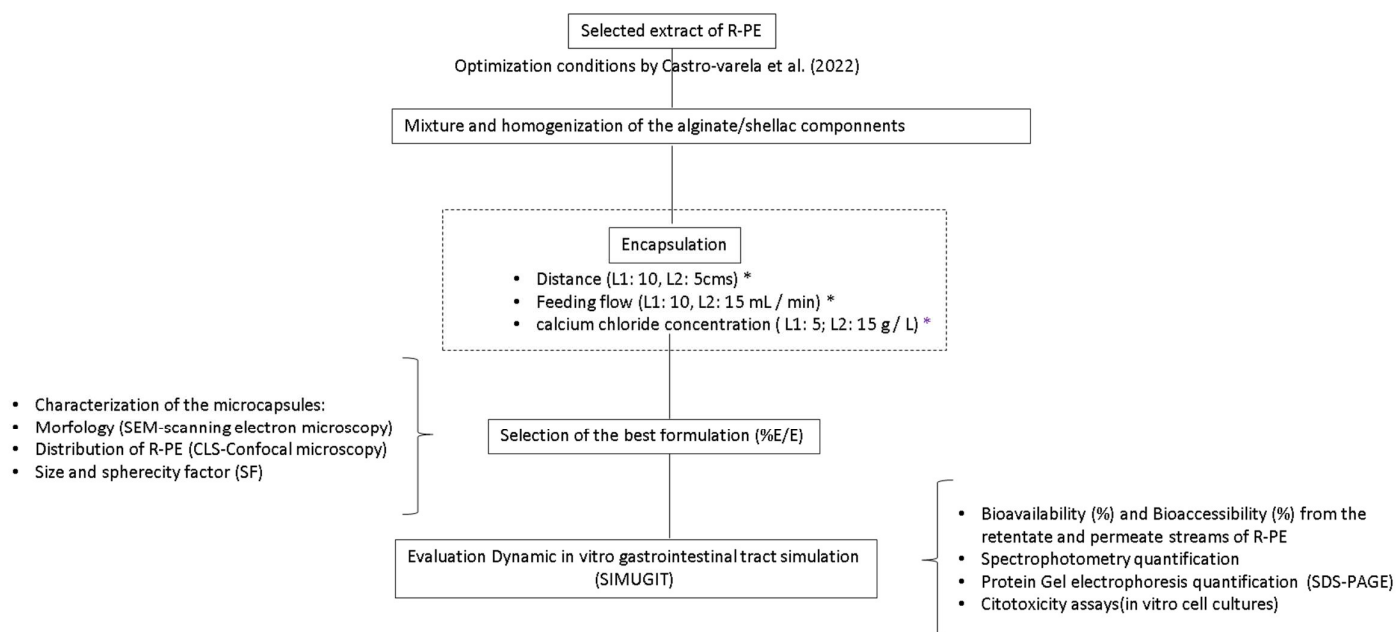 Selected extract of R-PE
Optimization conditions by Castro-varela et al. (2022)
Mixture and homogenization of the alginate/shellac componnents
Encapsulation
• Distance (L1: 10, L2: 5cms) *
• Feeding flow (L1: 10, L2: 15 mL / min) *
• calcium chloride concentration ( L1: 5; L2: 15 g / L) *
• Characterization of the microcapsules:
• Morfology (SEM-scanning electron microscopy)
• Distribution of R-PE (CLS-Confocal microscopy)
• Size and spherecity factor (SF)
Selection of the best formulation (%E/E)
Evaluation Dynamic in vitro gastrointestinal tract simulation
(SIMUGIT)
• Bioavailability (%) and Bioaccessibility (%) from the
retentate and permeate streams of R-PE
• Spectrophotometry quantification
• Protein Gel electrophoresis quantification (SDS-PAGE)
• Citotoxicity assays(in vitro cell cultures)